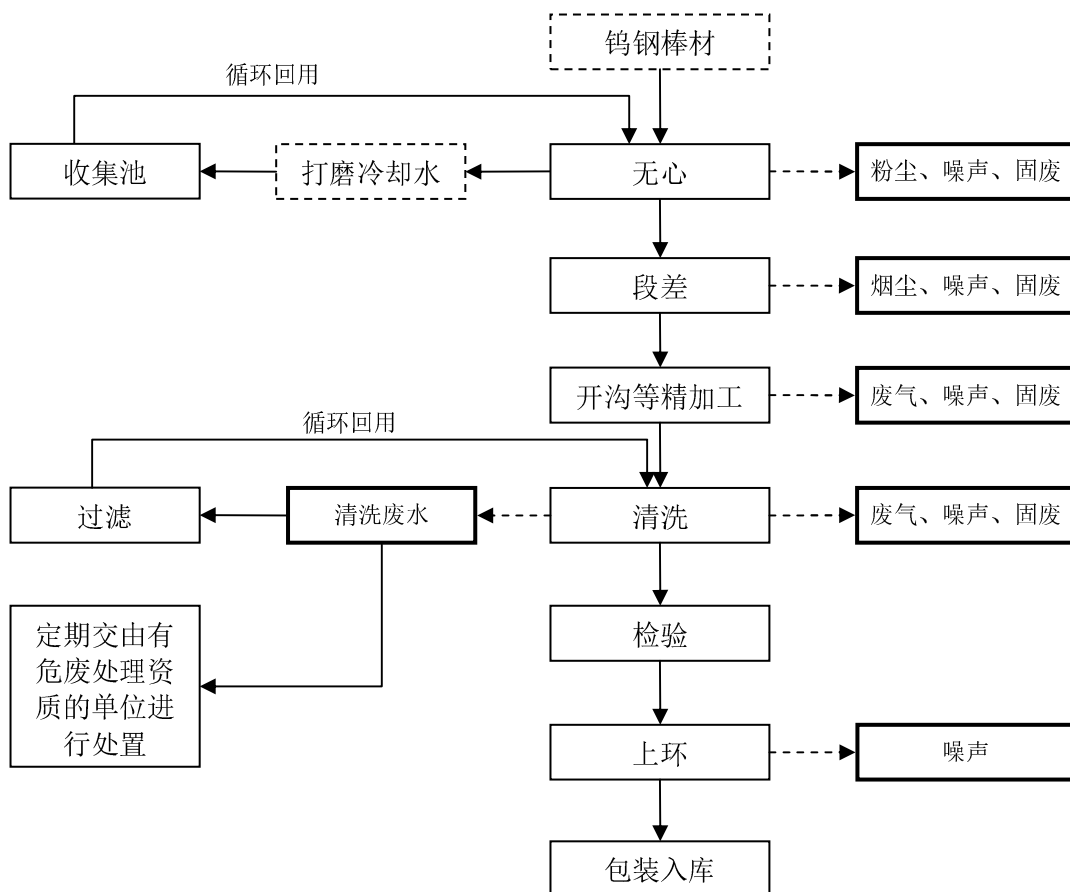 钨钢棒材
循环回用
收集池
打磨冷却水
无心
粉尘、噪声、固废
段差
烟尘、噪声、固废
开沟等精加工
废气、噪声、固废
循环回用
过滤
清洗废水
清洗
废气、噪声、固废
定期交由有
危废处理资
质的单位进
行处置
检验
上环
噪声
包装入库